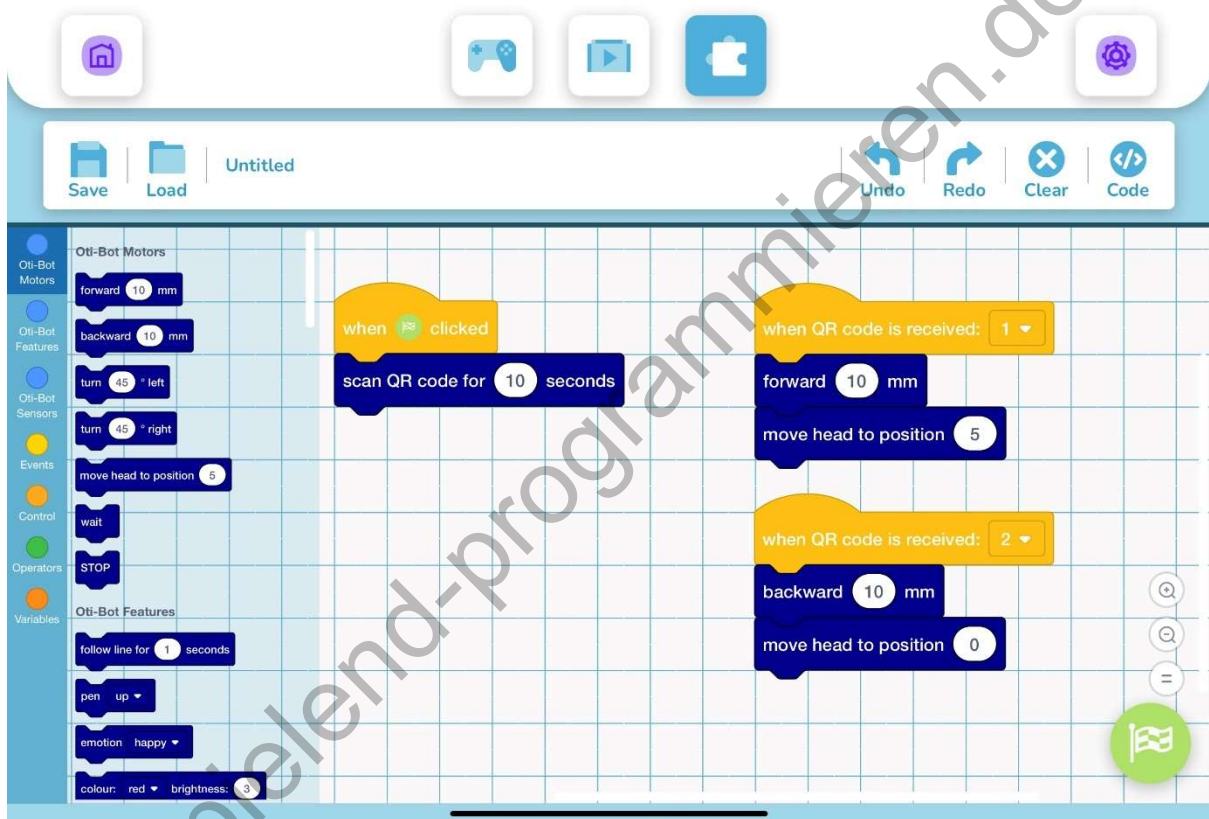 Save
Load
Untitled
Undo
Redo
Clear
Code
Oti-Bot
Motors
Oti-Bot
Features
Oti-Bot
Sensors
Events
Control
Operators
Variables
Oti-Bot Motors
forward 10 mm
backward 10 mm
turn 45 ° left
turn 45 ° right
move head to position 5
wait
STOP
Oti-Bot Features
follow line for 1 seconds
pen up
emotion happy
colour: red brightness: 3
when clicked
scan QR code for 10 seconds
when QR code is received: 1
forward 10 mm
move head to position 5
when QR code is received: 2
backward 10 mm
move head to position 0
=
pielend-programmieren.d